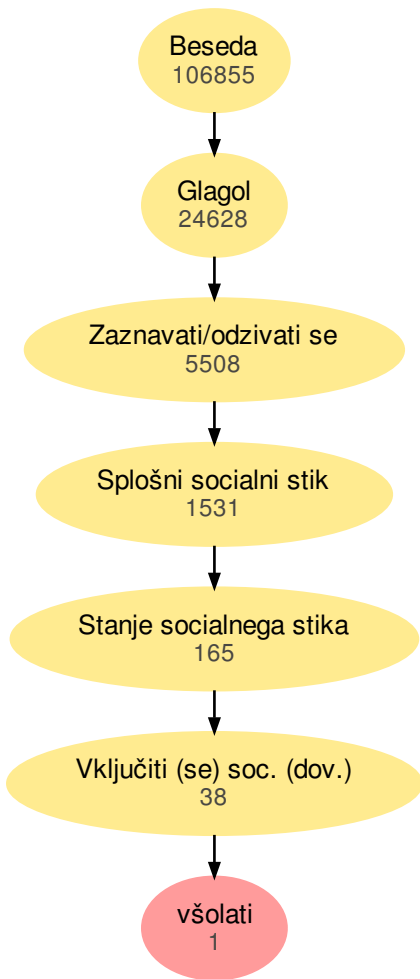 Beseda
106855
Glagol
24628
Zaznavati/odzivati se
5508
Splošni socialni stik
1531
Stanje socialnega stika
165
Vključiti (se) soc. (dov.)
38
všolati
1